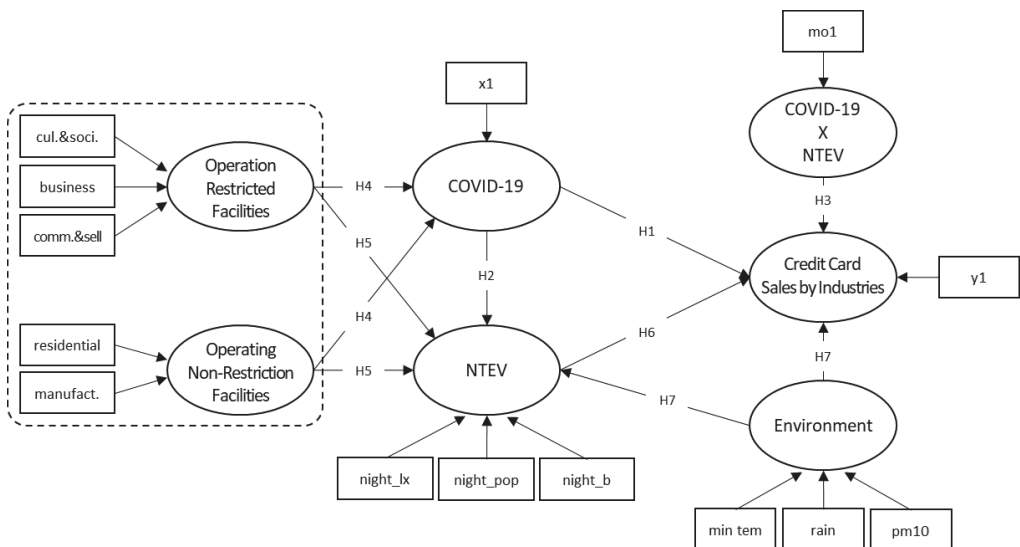 mo1
x1
COVID-19
X
NTEV
cul.&soci.
business
comm.&sell
Operation
Restricted
Facilities
H4
COVID-19
H3
H5
H1
H2
Credit Card
Sales by Industries
y1
H4
H6
residential
manufact.
Operating
Non-Restriction
Facilities
H5
NTEV
H7
H7
Environment
night_lx
night_pop
night_b
min tem
rain
pm10